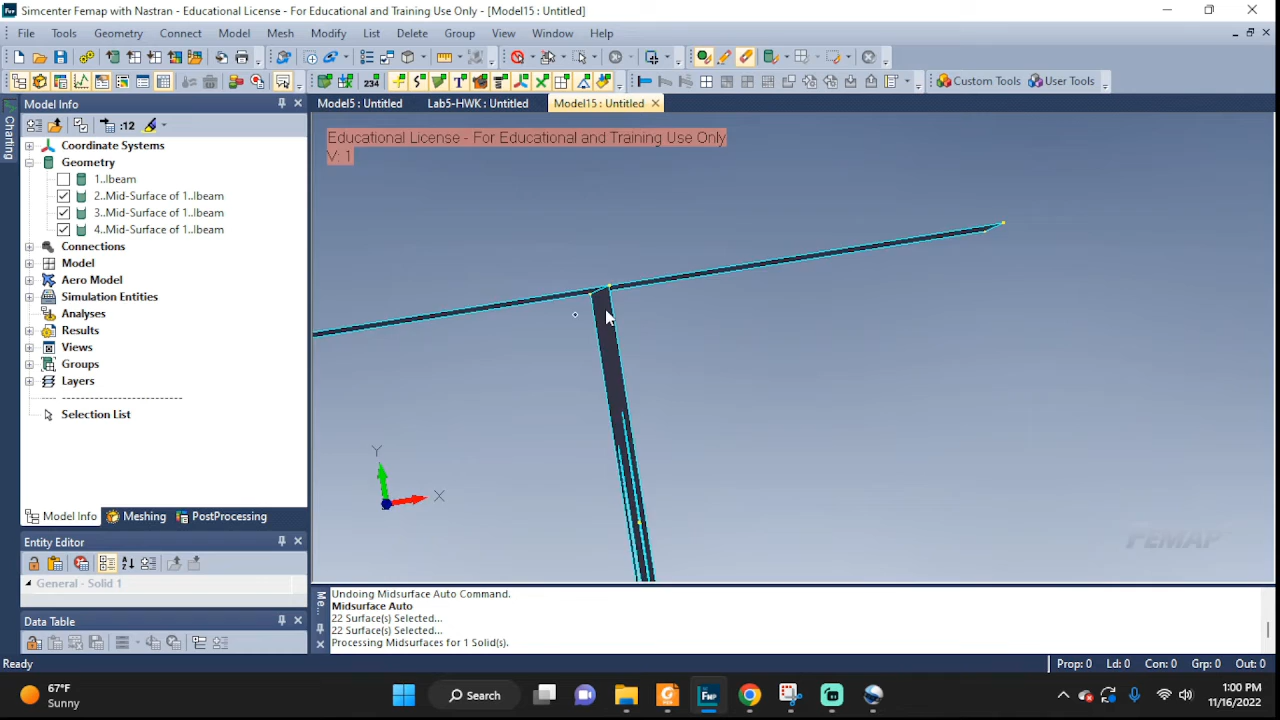 Simcenter Femap with Nastran - Educational License - For Educational and Training Use Only - [Model15 : Untitled]
File Tools Geometry Connect Model Mesh Modify List Delete Group View Window Help
234
Custom Tools User Tools
Charting
Model Info
Model5 : Untitled Lab5-HWK : Untitled Model15 : Untitled
:12
Educational License - For Educational and Training Use Only
V: 1
Coordinate Systems
Geometry
1..Ibeam
2..Mid-Surface of 1..Ibeam
3..Mid-Surface of 1..Ibeam
4..Mid-Surface of 1..Ibeam
Connections
Model
Aero Model
Simulation Entities
Analyses
Results
Views
Groups
Layers
Selection List
Y
X
Model Info Meshing PostProcessing
FEMAP
Entity Editor
General - Solid 1
Data Table
Me...
Undoing Midsurface Auto Command.
Midsurface Auto
22 Surface(s) Selected...
22 Surface(s) Selected...
Processing Midsurfaces for 1 Solid(s).
Ready
Prop: 0 Ld: 0 Con: 0 Grp: 0 Out: 0
67°F
Sunny
Search
FMP
1:00 PM
11/16/2022